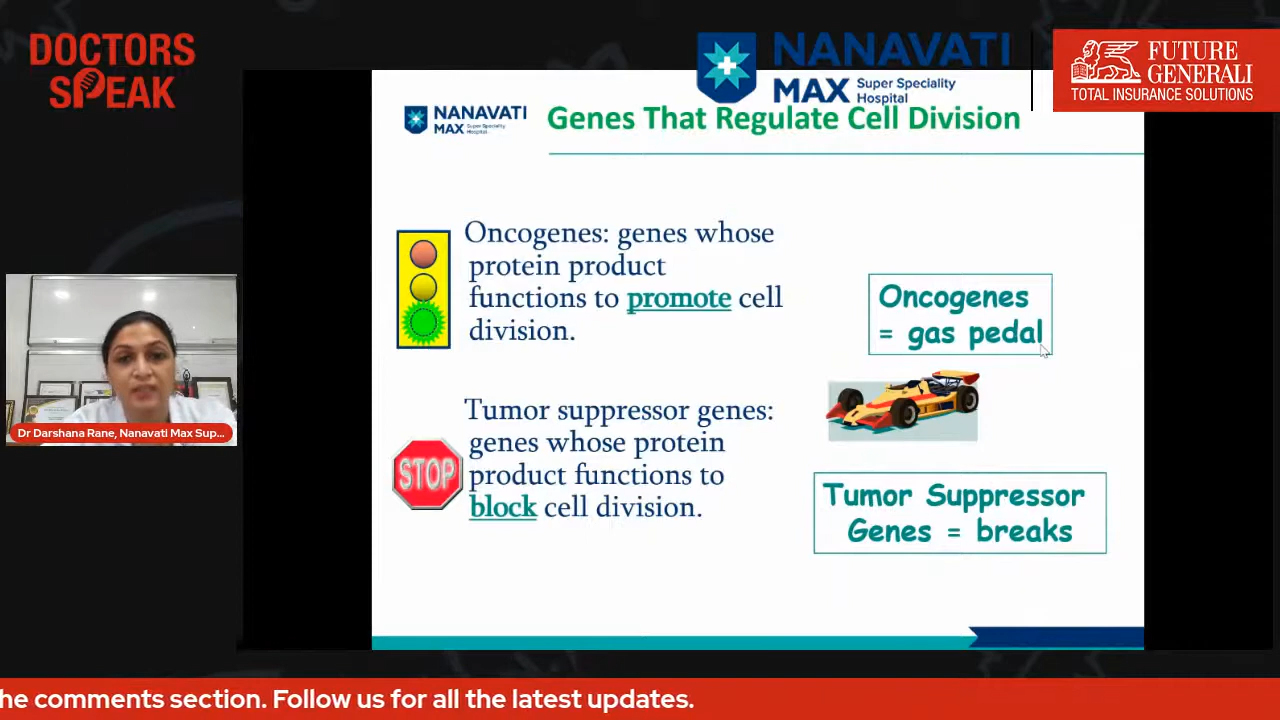 DOCTORS
SPEAK
NANAVATI
MAX Super Speciality
Hospital
FUTURE
GENERALI
TOTAL INSURANCE SOLUTIONS
NANAVATI
MAX Super Speciality
Hospital
Genes That Regulate Cell Division
Oncogenes: genes whose
protein product
functions to promote cell
division.
Oncogenes
= gas pedal
Tumor suppressor genes:
genes whose protein
product functions to
block cell division.
STOP
Tumor Suppressor
Genes = breaks
Dr Darshana Rane, Nanavati Max Sup...
he comments section. Follow us for all the latest updates.